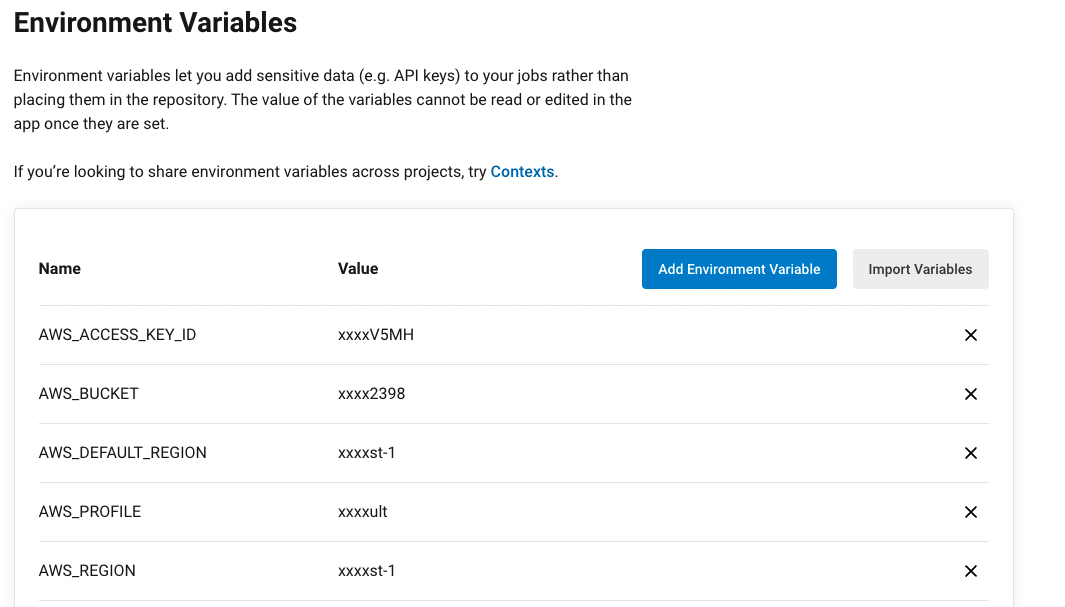 Environment Variables
Environment variables let you add sensitive data (e.g. API keys) to your jobs rather than
placing them in the repository. The value of the variables cannot be read or edited in the
app once they are set.
If you’re looking to share environment variables across projects, try Contexts.
Name Value Add Environment Variable Import Variables
AWS_ACCESS_KEY_ID xxxxV5MH
AWS_BUCKET xxxx2398
AWS_DEFAULT_REGION xxxxst-1
AWS_PROFILE xxxxult
AWS_REGION xxxxst-1